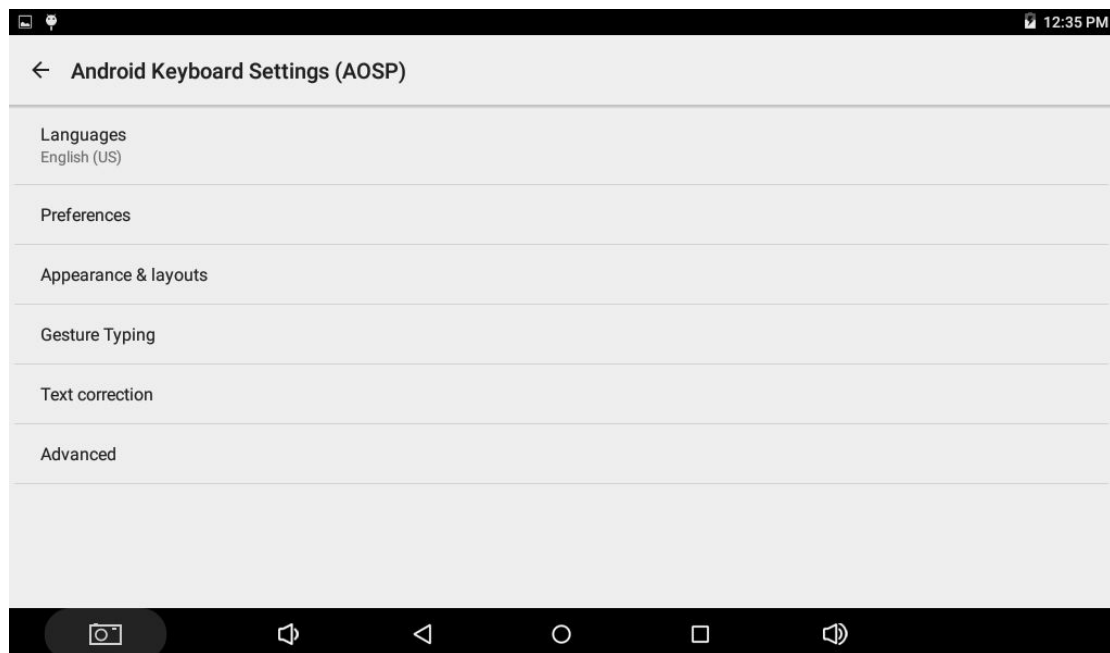 12:35 PM
Android Keyboard Settings (AOSP)
Languages
English (US)
Preferences
Appearance & layouts
Gesture Typing
Text correction
Advanced